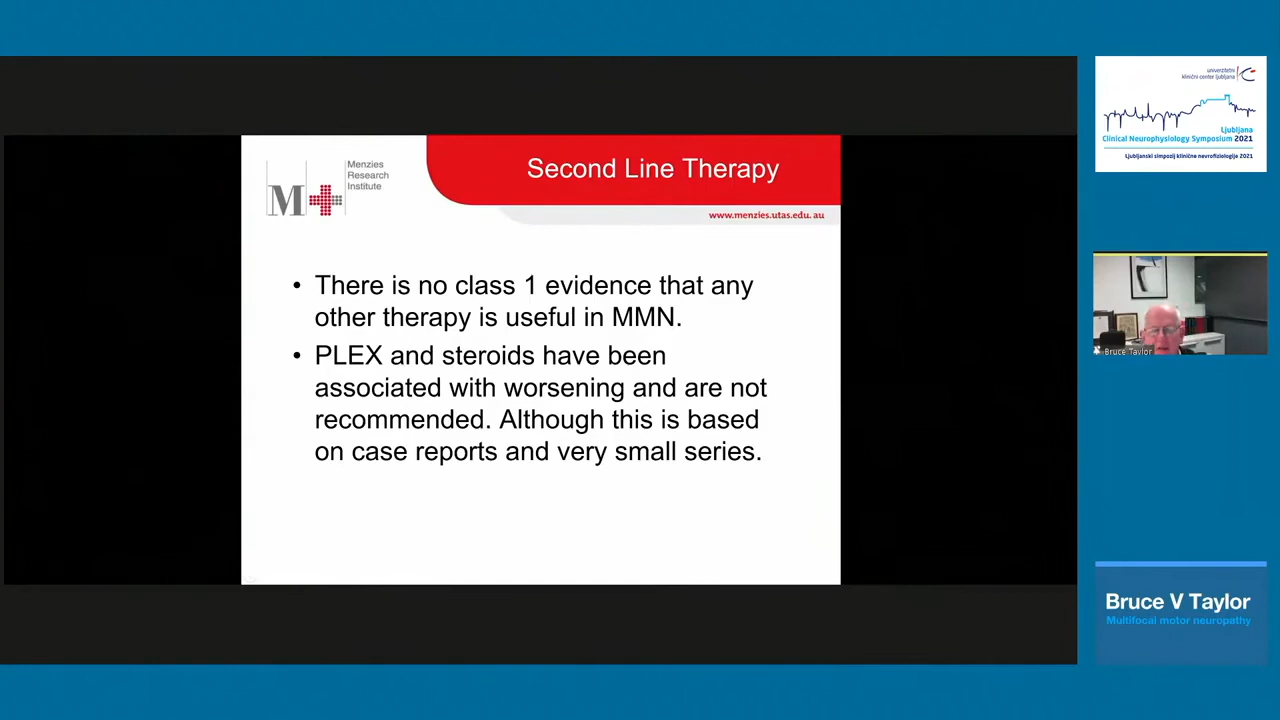 Menzies
Research
Institute
M
Second Line Therapy
www.menzies.utas.edu.au
• There is no class 1 evidence that any
other therapy is useful in MMN.
• PLEX and steroids have been
associated with worsening and are not
recommended. Although this is based
on case reports and very small series.
univerzitetni
klinični center ljubljana
Ljubljana
Clinical Neurophysiology Symposium 2021
Ljubljanski simpozij klinične nevrofiziologije 2021
Bruce Taylor
Bruce V Taylor
Multifocal motor neuropathy